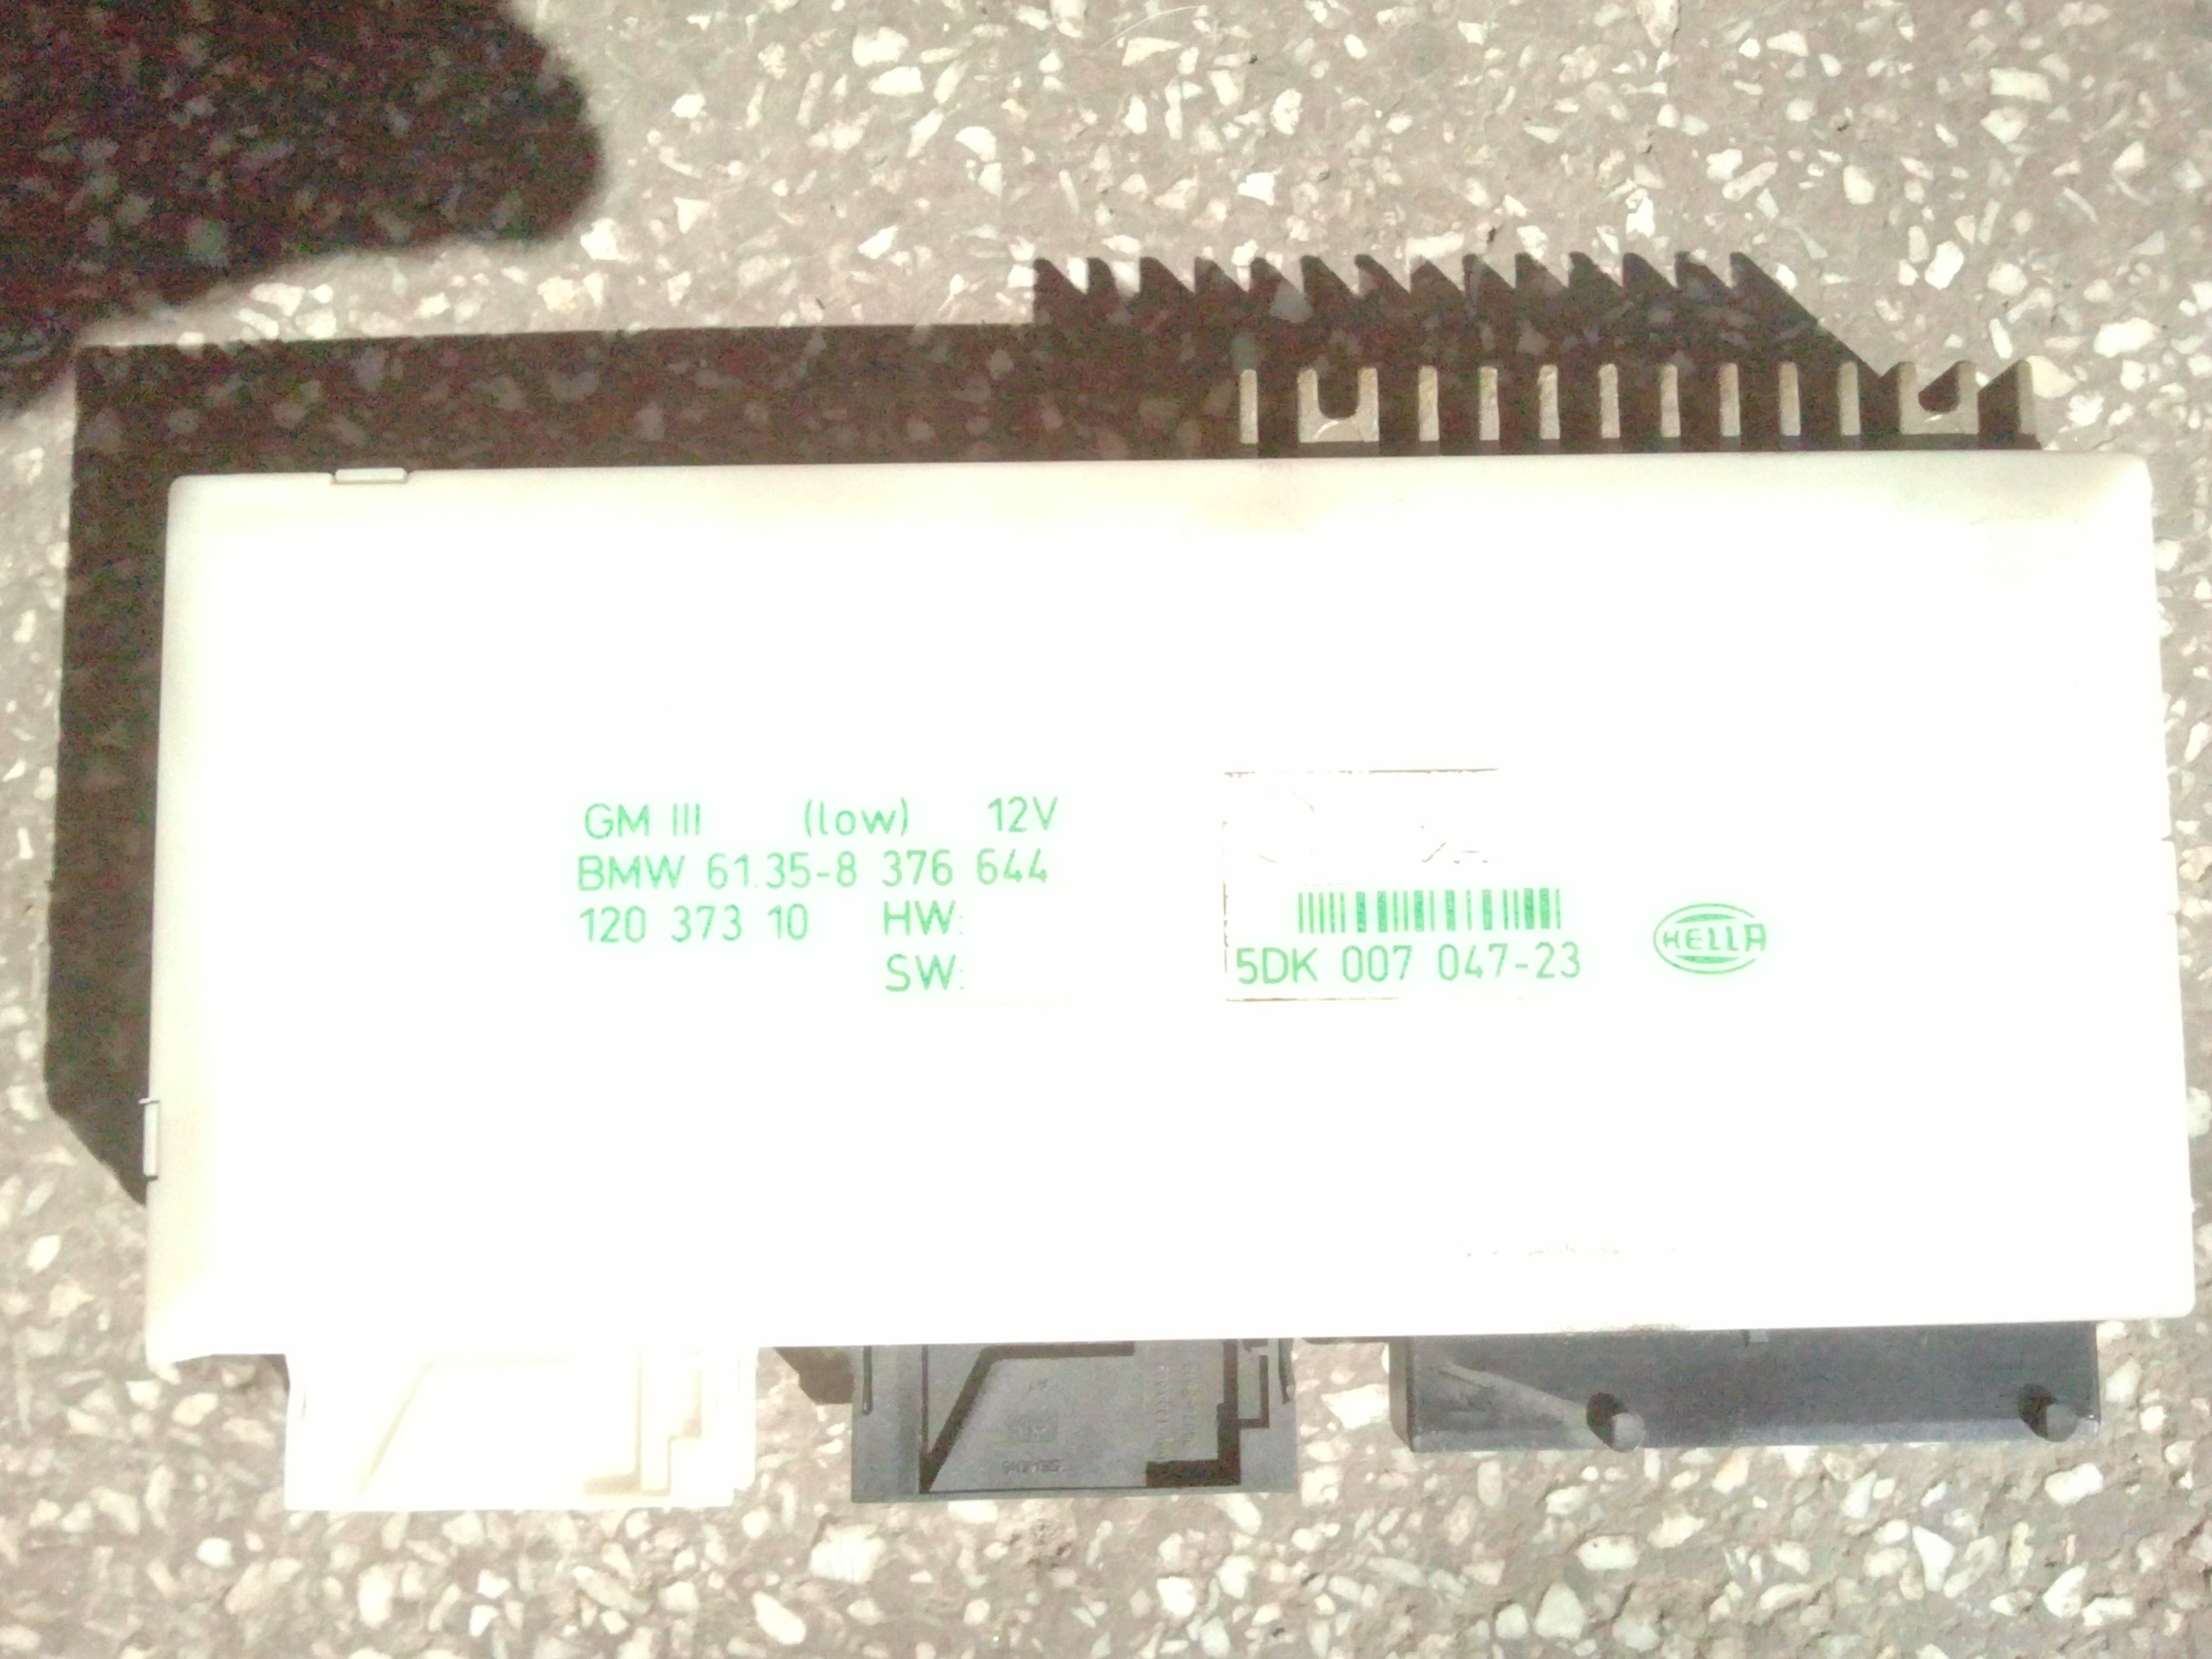 GM III (low) 12V
BMW 61.35-8 376 644
120 373 10 HW:
SW:
5DK 007 047-23
HELLA